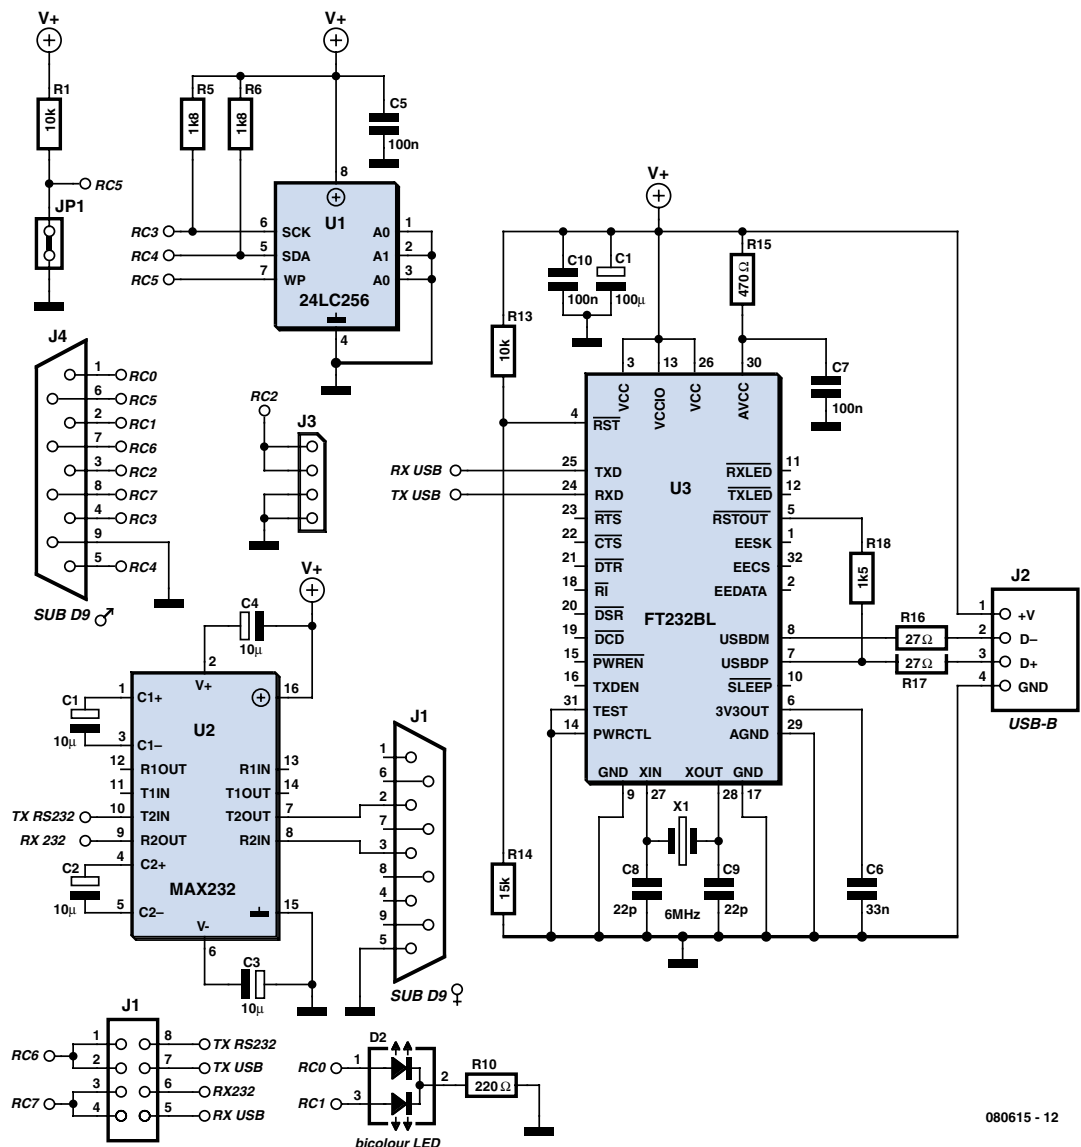 V+
R1
10k
RC5
JP1
V+
R5
1k8
R6
1k8
C5
100n
8
U1
RC3 6 SCK A0 1
RC4 5 SDA A1 2
RC5 7 WP A0 3
24LC256
4
J4
1 RC0
6 RC5
2 RC1
7 RC6
3 RC2
8 RC7
4 RC3
9
5 RC4
SUB D9 ♂
RC2
J3
V+
C4
10µ
2
V+
16
C1
10µ
1 C1+
3 C1–
U2
12 R1OUT R1IN 13
11 T1IN T1OUT 14
TX RS232 10 T2IN T2OUT 7
RX 232 9 R2OUT R2IN 8
4 C2+
C2
10µ
MAX232
5 C2–
15
V-
6
C3
10µ
J1
1
6
2
7
3
8
4
9
5
SUB D9 ♀
V+
R13
10k
C10
100n
C1
100µ
R15
470Ω
C7
100n
3 13 26 30
VCC VCCIO VCC AVCC
4 RST
RX USB 25 TXD RXLED 11
U3
TX USB 24 RXD TXLED 12
23 RTS RSTOUT 5
22 CTS EESK 1
21 DTR EECS 32
18 RI EEDATA 2
20 DSR
FT232BL
19 DCD USBDM 8
15 PWREN USBDP 7
16 TXDEN SLEEP 10
31 TEST 3V3OUT 6
14 PWRCTL AGND 29
GND XIN XOUT GND
9 27 28 17
R18
1k5
R16
27Ω
27Ω
R17
J2
1 +V
2 D–
3 D+
4 GND
USB-B
R14
15k
X1
6MHz
C8
22p
C9
22p
C6
33n
J1
RC6 1 8 TX RS232
2 7 TX USB
RC7 3 6 RX232
4 5 RX USB
D2
RC0 1
RC1 3
2
R10
220Ω
bicolour LED
080615 - 12